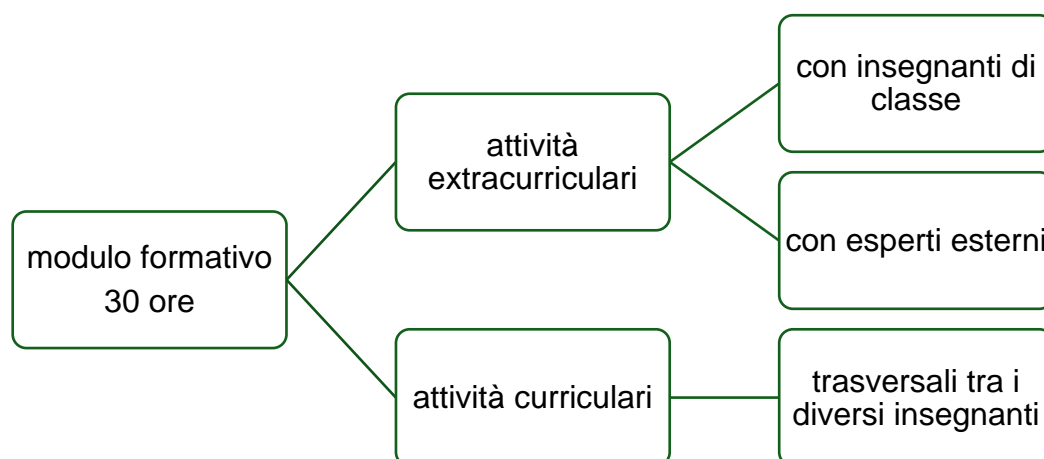 modulo formativo
30 ore
attività
extracurriculari
attività curriculari
con insegnanti di
classe
con esperti esterni
trasversali tra i
diversi insegnanti